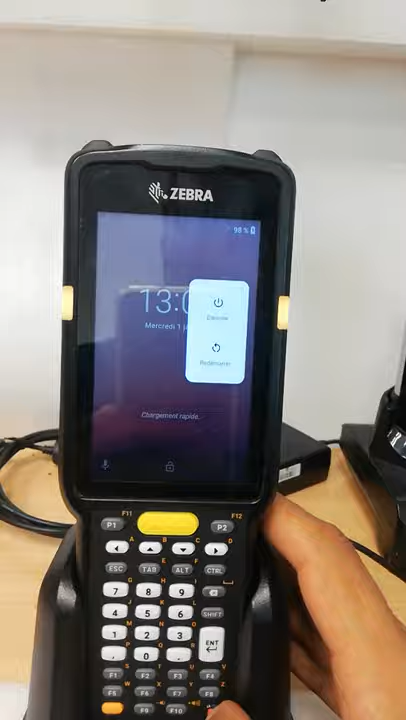 ZEBRA
98 %
13:0
Mercredi 1 j
Éteindre
Redémarrer
Chargement rapide…
F11
F12
P1
P2
A
B
C
D
ESC
TAB
ALT
CTRL
7
8
9
4
5
6
SHIFT
1
2
3
ENT
.
0
-
F1
F2
F3
F4
F5
F6
F7
F8
F9
F10